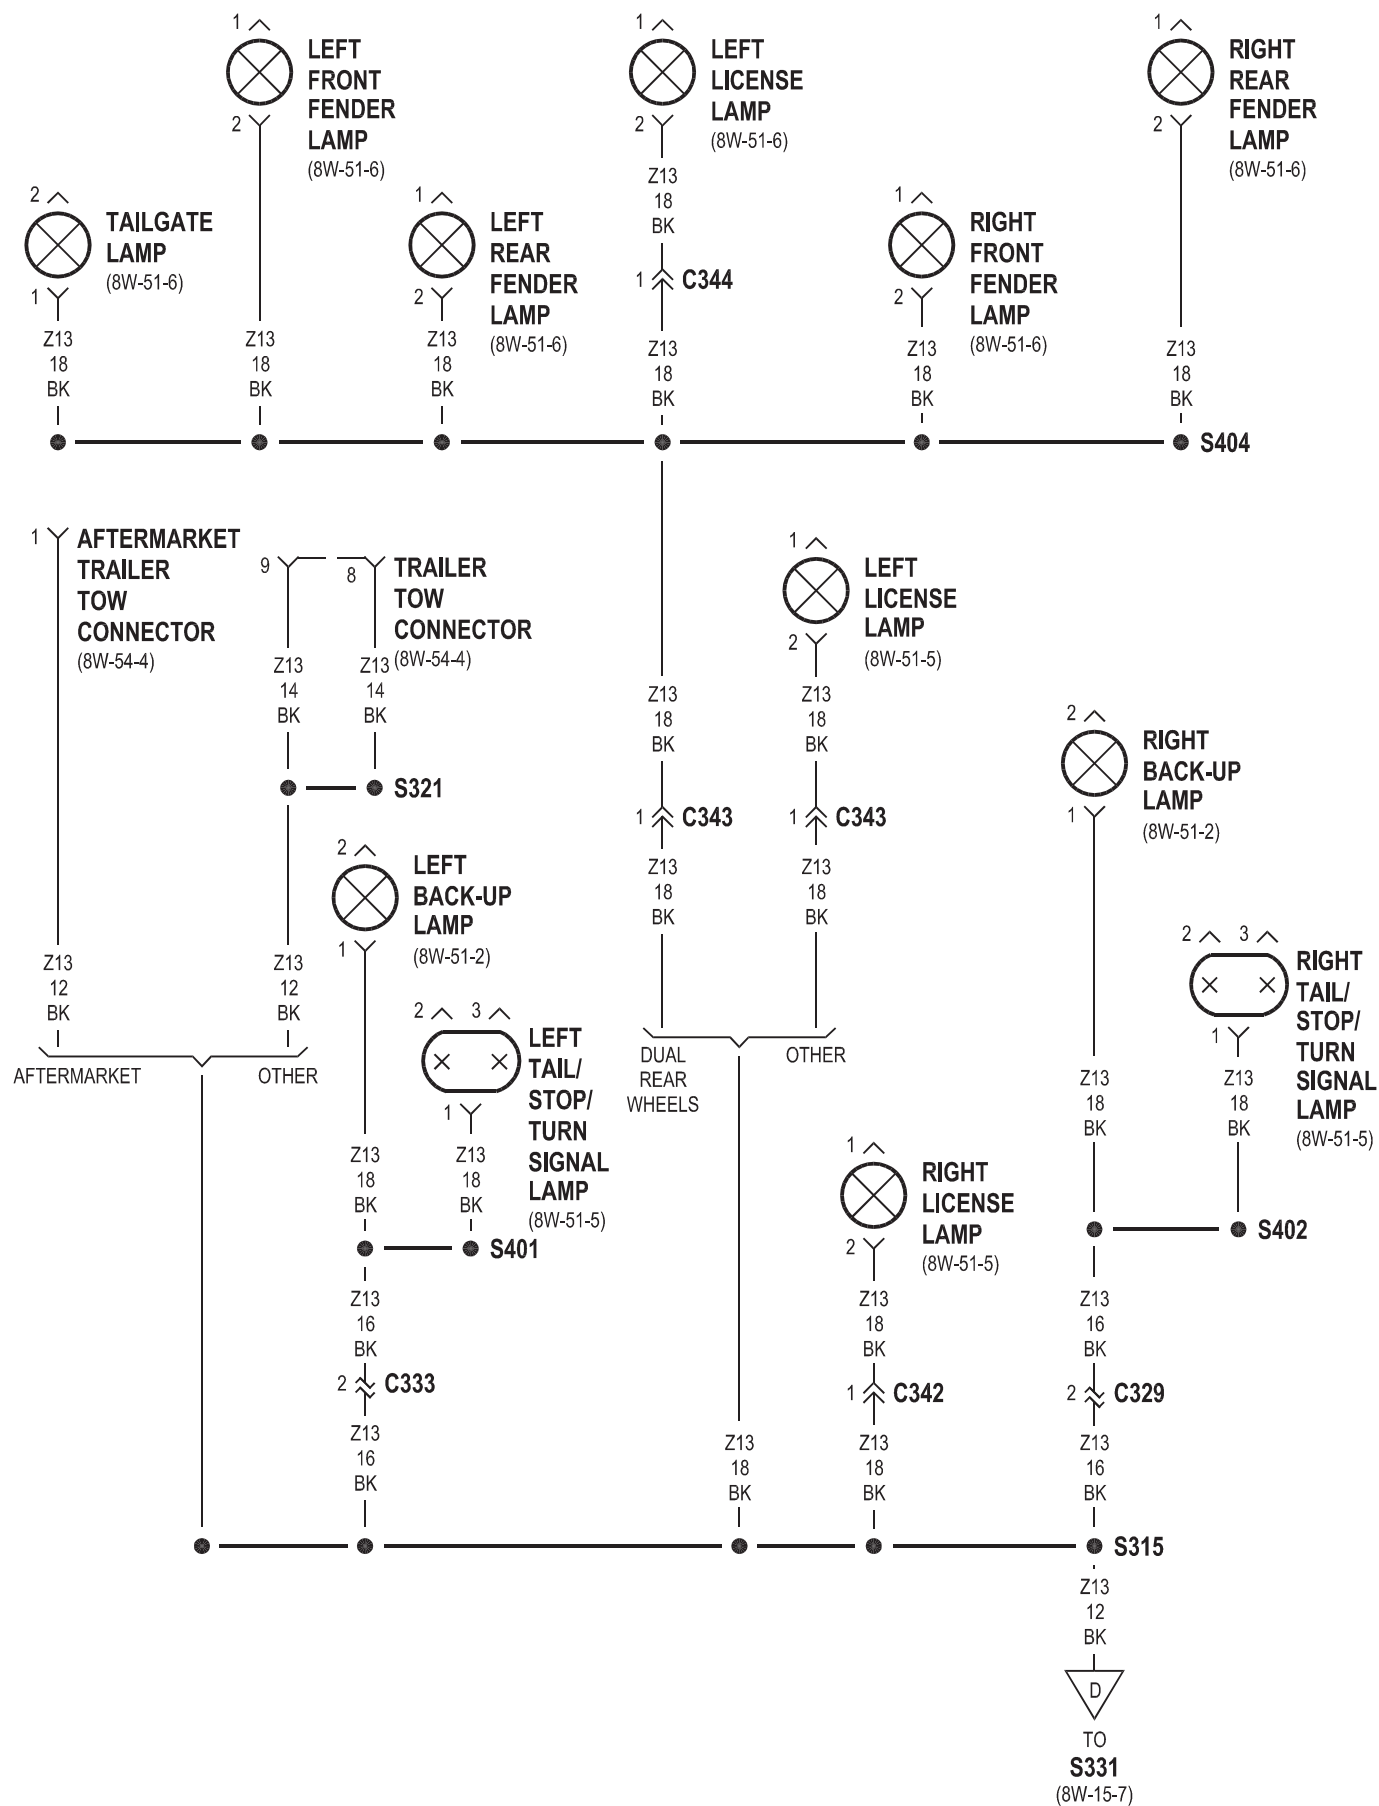 1
LEFT
FRONT
FENDER
LAMP
(8W-51-6)
2
1
LEFT
LICENSE
LAMP
(8W-51-6)
2
1
RIGHT
REAR
FENDER
LAMP
(8W-51-6)
2
2
TAILGATE
LAMP
(8W-51-6)
1
1
LEFT
REAR
FENDER
LAMP
(8W-51-6)
2
Z13
18
BK
1
C344
1
RIGHT
FRONT
FENDER
LAMP
(8W-51-6)
2
Z13
18
BK
Z13
18
BK
Z13
18
BK
Z13
18
BK
Z13
18
BK
Z13
18
BK
S404
1
AFTERMARKET
TRAILER
TOW
CONNECTOR
(8W-54-4)
9
8
TRAILER
TOW
CONNECTOR
(8W-54-4)
Z13
14
BK
Z13
14
BK
S321
1
LEFT
LICENSE
LAMP
(8W-51-5)
2
Z13
18
BK
Z13
18
BK
1
C343
1
C343
Z13
18
BK
Z13
18
BK
2
RIGHT
BACK-UP
LAMP
(8W-51-2)
1
2
LEFT
BACK-UP
LAMP
(8W-51-2)
1
Z13
12
BK
Z13
12
BK
AFTERMARKET
OTHER
2
3
LEFT
TAIL/
STOP/
TURN
SIGNAL
LAMP
(8W-51-5)
1
DUAL
REAR
WHEELS
OTHER
2
3
RIGHT
TAIL/
STOP/
TURN
SIGNAL
LAMP
(8W-51-5)
1
Z13
18
BK
Z13
18
BK
Z13
18
BK
Z13
18
BK
S401
1
RIGHT
LICENSE
LAMP
(8W-51-5)
2
S402
Z13
16
BK
Z13
18
BK
Z13
16
BK
2
C333
1
C342
2
C329
Z13
16
BK
Z13
18
BK
Z13
18
BK
Z13
16
BK
S315
Z13
12
BK
D
TO
S331
(8W-15-7)